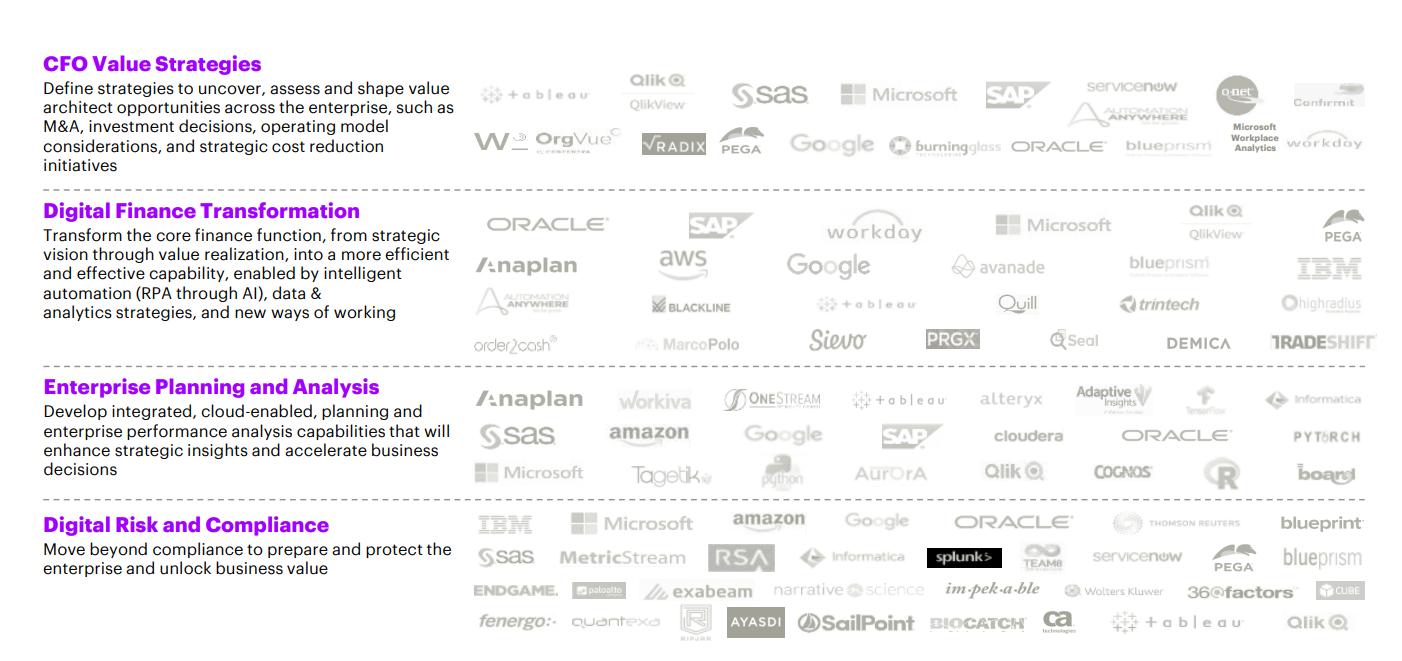 CFO Value Strategies
Define strategies to uncover, assess and shape value
architect opportunities across the enterprise, such as
M&A, investment decisions, operating model
considerations, and strategic cost reduction
initiatives
+ a b l e a u
Qlik
QlikView
sas
Microsoft
SAP
servicenow
AUTOMATION
ANYWHERE
o·net
Confirmit
W
OrgVue
√RADIX
PEGA
Google
burningglass
TECHNOLOGIES
ORACLE
blueprism
Microsoft
Workplace
Analytics
workday
Digital Finance Transformation
Transform the core finance function, from strategic
vision through value realization, into a more efficient
and effective capability, enabled by intelligent
automation (RPA through AI), data &
analytics strategies, and new ways of working
ORACLE
SAP
workday
Microsoft
Qlik
QlikView
PEGA
Anaplan
aws
Google
avanade
blueprism
IBM
AUTOMATION
ANYWHERE
BLACKLINE
+ a b l e a u
Quill
trintech
highradius
order2cash
MarcoPolo
Sievo
PRGX
Seal
DEMICA
TRADESHIFT
Enterprise Planning and Analysis
Develop integrated, cloud-enabled, planning and
enterprise performance analysis capabilities that will
enhance strategic insights and accelerate business
decisions
Anaplan
workiva
ONESTREAM
+ a b l e a u
alteryx
Adaptive
Insights
TensorFlow
Informatica
sas
amazon
Google
SAP
cloudera
ORACLE
PYTORCH
Microsoft
Tagetik
python
AurorA
Qlik
COGNOS
R
board
Digital Risk and Compliance
Move beyond compliance to prepare and protect the
enterprise and unlock business value
IBM
Microsoft
amazon
Google
ORACLE
THOMSON REUTERS
blueprint
sas
MetricStream
RSA
Informatica
splunk>
TEAM8
servicenow
PEGA
blueprism
ENDGAME.
paloalto
exabeam
narrative science
im·pek·a·ble
Wolters Kluwer
36@factors
CUBE
fenergo:·
quantexa
RIPJAR
AYASDI
SailPoint
BIOCATCH
ca
technologies
+ a b l e a u
Qlik